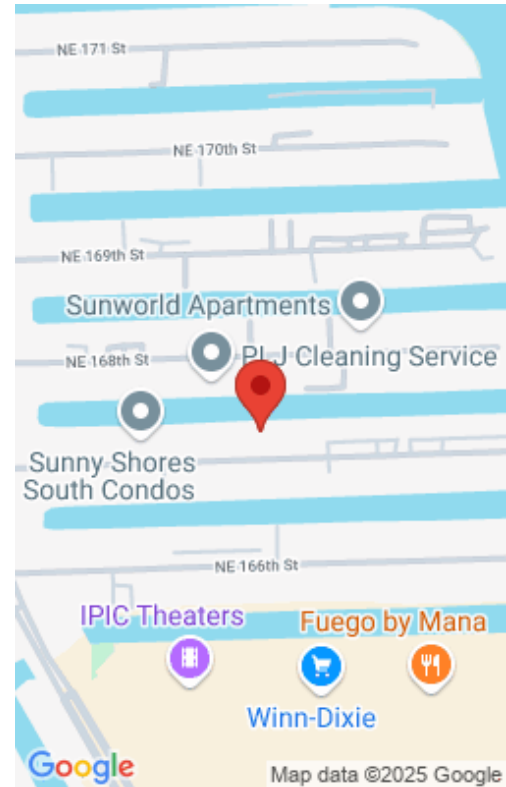 NE 171 St
NE 170th St
NE 169th St
Sunworld Apartments
NE 168th St
PLJ Cleaning Service
Sunny Shores
South Condos
NE 166th St
IPIC Theaters
Fuego by Mana
Winn-Dixie
Google
Map data ©2025 Google